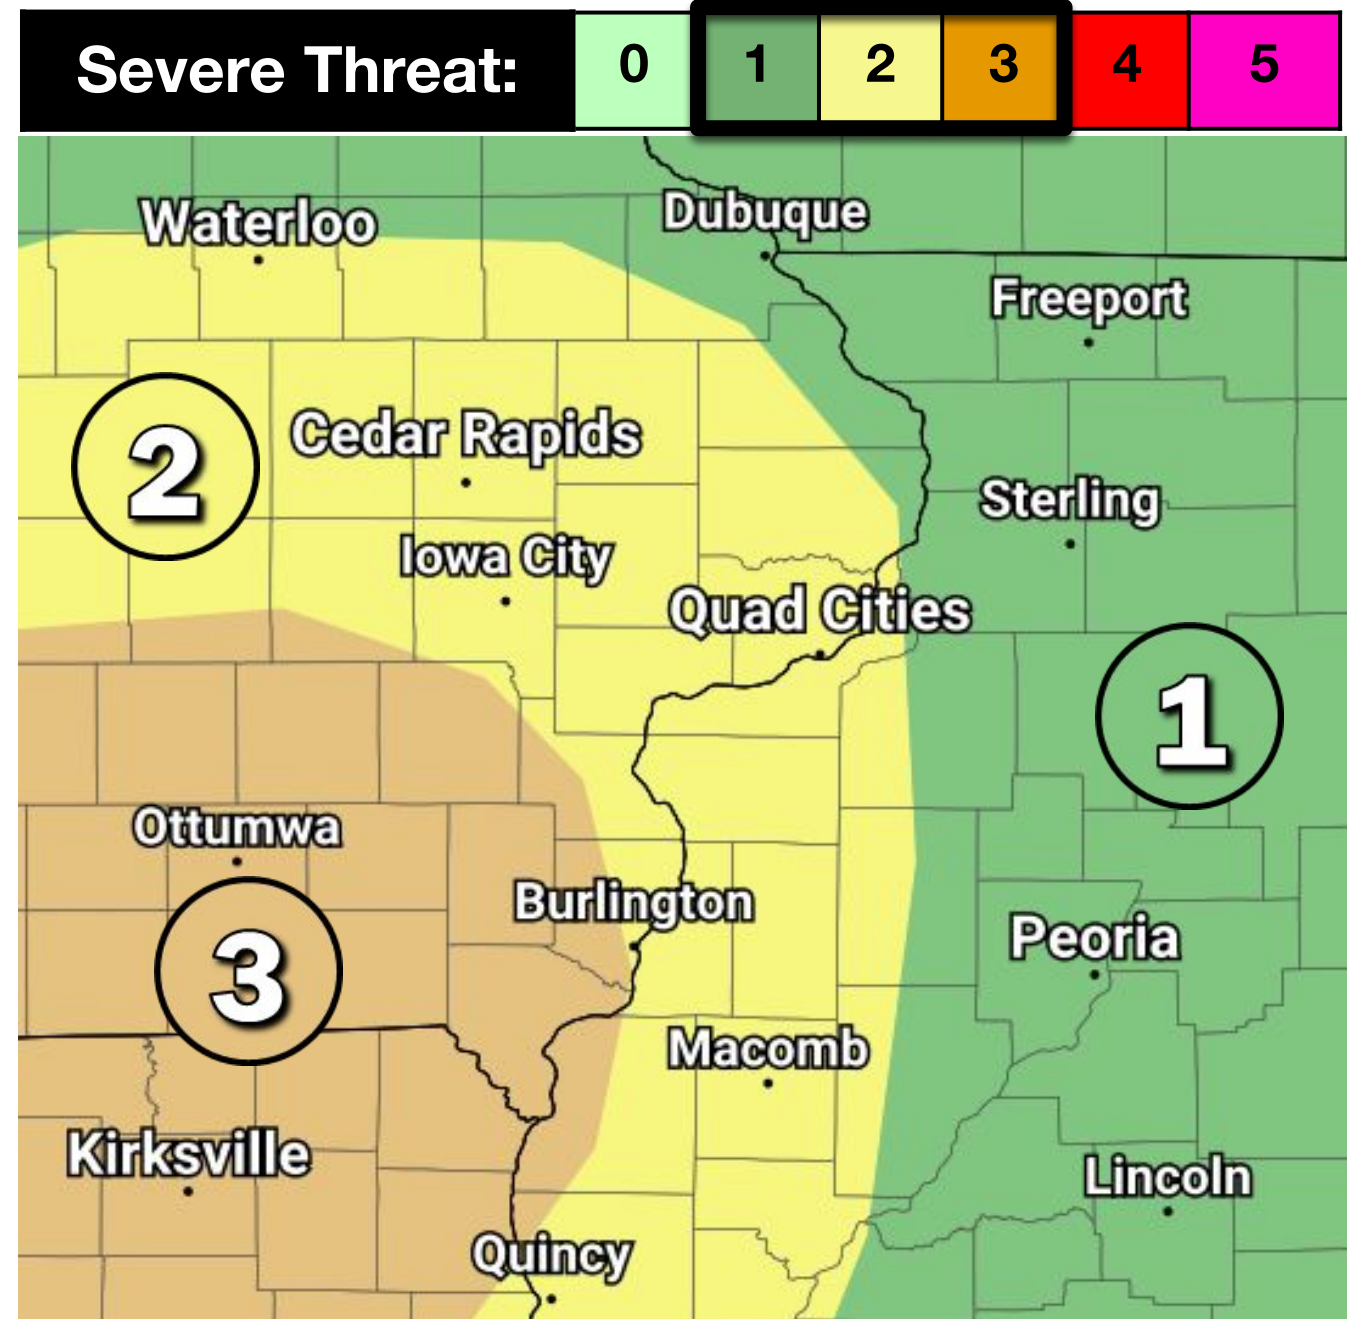 Severe Threat: 0 1 2 3 4 5
Waterloo
Dubuque
Freeport
2
Cedar Rapids
Sterling
Iowa City
Quad Cities
1
Ottumwa
Burlington
Peoria
3
Macomb
Kirksville
Lincoln
Quincy